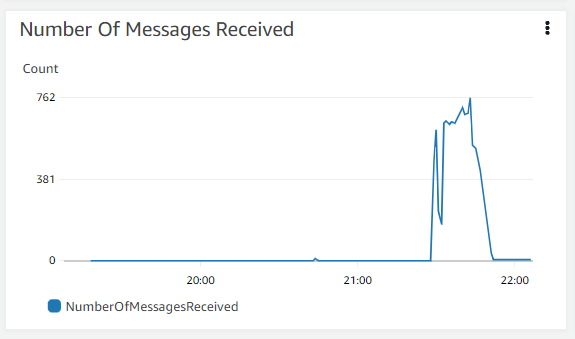 Number Of Messages Received
Count
762
381
0
20:00
21:00
22:00
NumberOfMessagesReceived